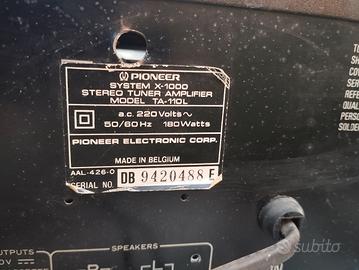 PIONEER
SYSTEM X-1000
STEREO TUNER AMPLIFIER
MODEL TA-110L
a.c. 220Volts~
50/60Hz 180Watts
PIONEER ELECTRONIC CORP.
MADE IN BELGIUM
AAL-426-0
SERIAL NO. DB 9420488 F
SPEAKERS
subito.it